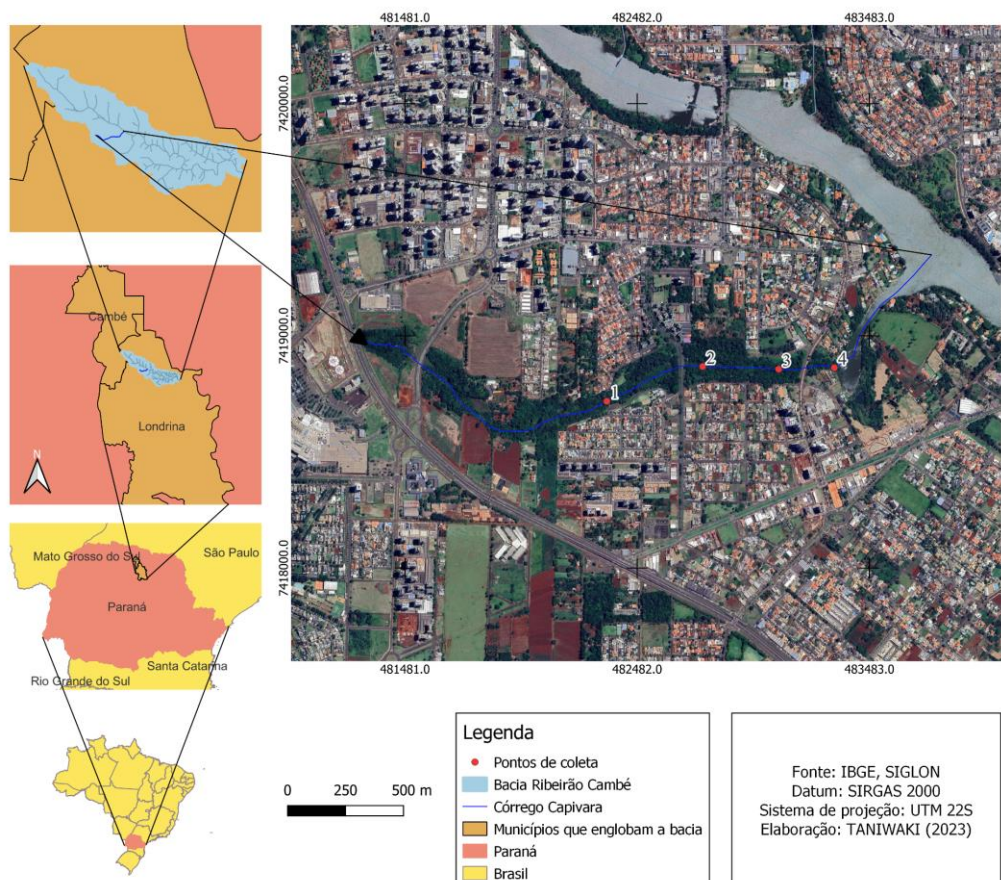 481481.0
482482.0
483483.0
7420000.0
7419000.0
7418000.0
1
2
3
4
481481.0
482482.0
483483.0
Cambé
Londrina
N
Mato Grosso do Sul
São Paulo
Paraná
Santa Catarina
Rio Grande do Sul
0
250
500 m
Legenda
Pontos de coleta
Bacia Ribeirão Cambé
Córrego Capivara
Municípios que englobam a bacia
Paraná
Brasil
Fonte: IBGE, SIGLON
Datum: SIRGAS 2000
Sistema de projeção: UTM 22S
Elaboração: TANIWAKI (2023)